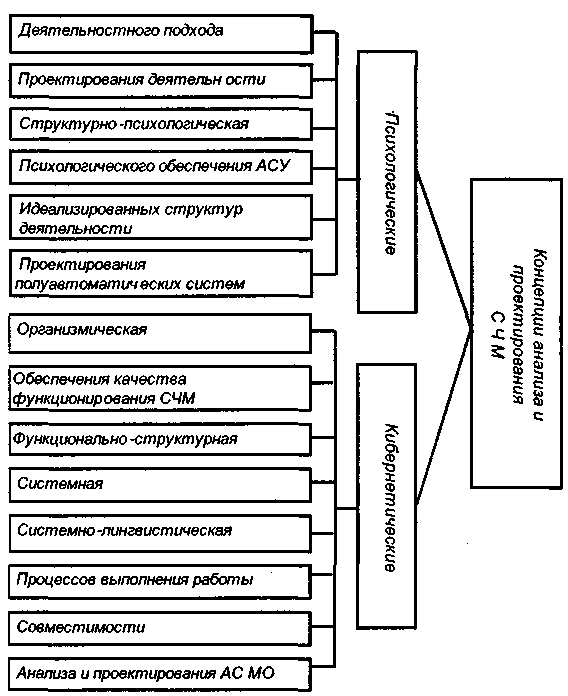 Деятельностного подхода
Проектирования деятельн ости
Структурно-психологическая
Психологического обеспечения АСУ
Идеализированных структур
деятельности
Проектирования
полуавтоматических систем
Организмическая
Обеспечения качества
функционирования СЧМ
Функционально-структурная
Системная
Системно-лингвистическая
Процессов выполнения работы
Совместимости
Анализа и проектирования АС МО
Психологические
Кибернетические
Концепции анализа и
проектирования
С Ч М